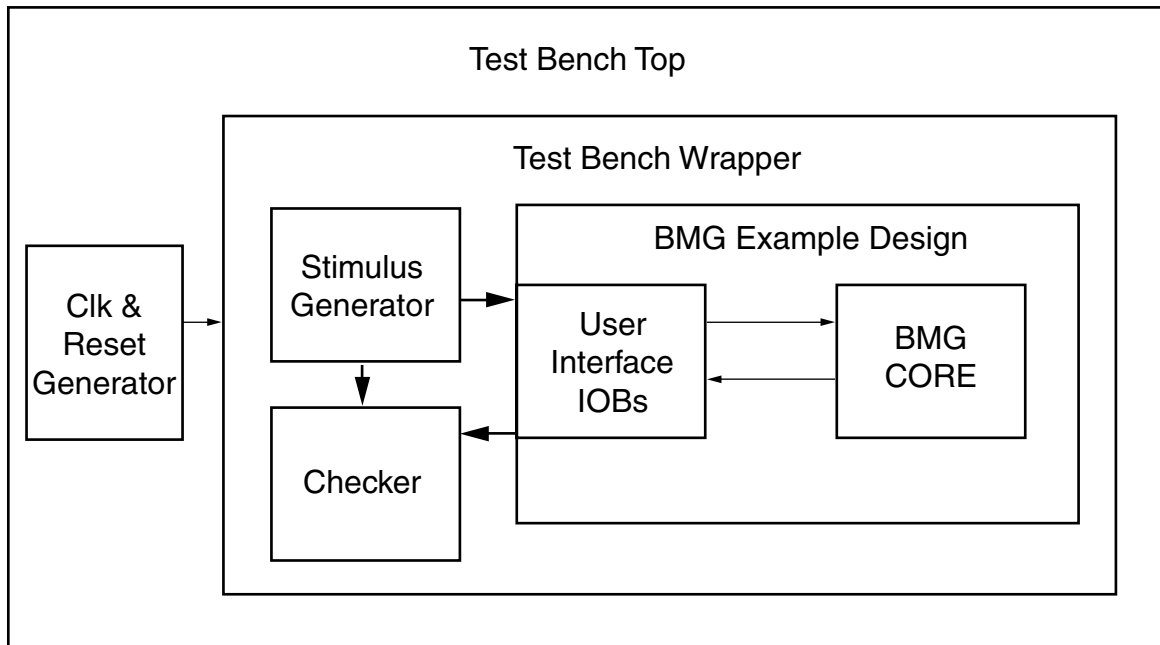 Test Bench Top
Test Bench Wrapper
BMG Example Design
Clk &
Reset
Generator
Stimulus
Generator
User
Interface
IOBs
BMG
CORE
Checker